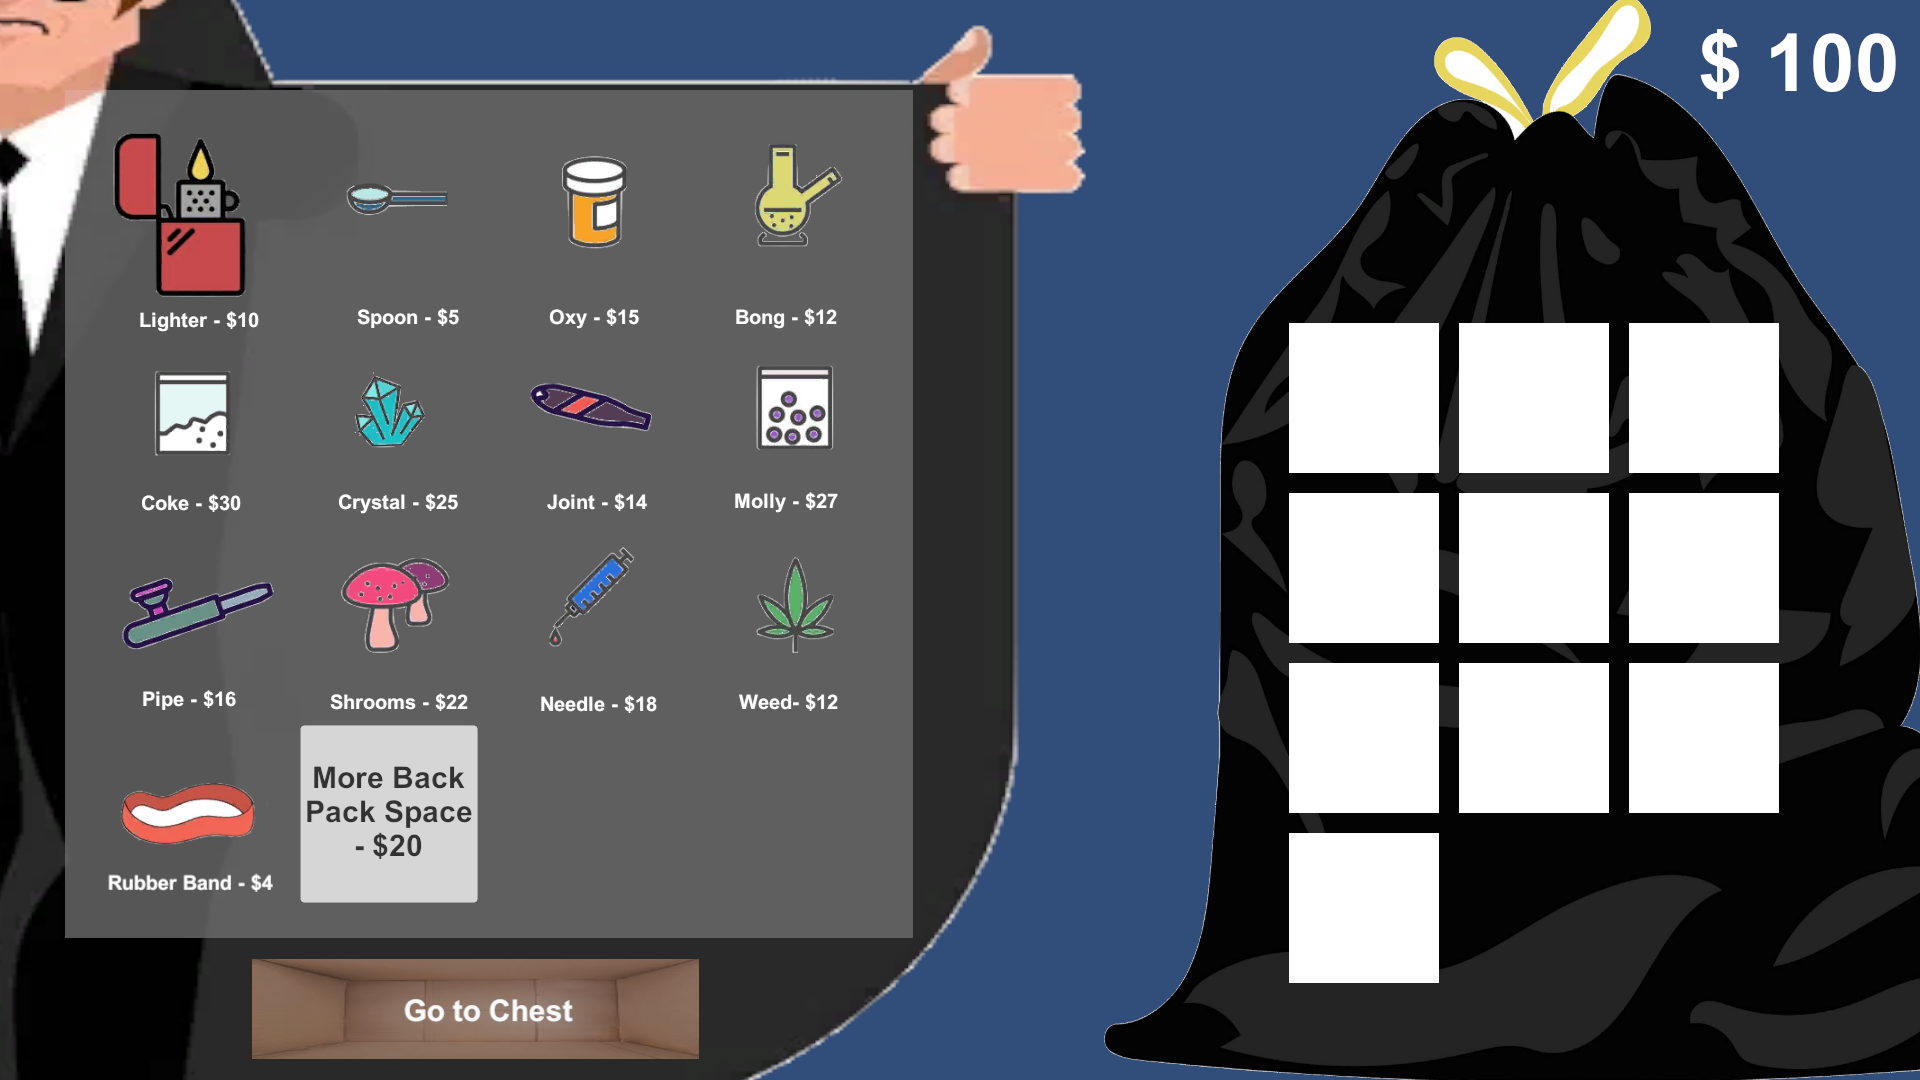 $ 100
Lighter - $10
Spoon - $5
Oxy - $15
Bong - $12
Coke - $30
Crystal - $25
Joint - $14
Molly - $27
Pipe - $16
Shrooms - $22
Needle - $18
Weed- $12
Rubber Band - $4
More Back
Pack Space
- $20
Go to Chest